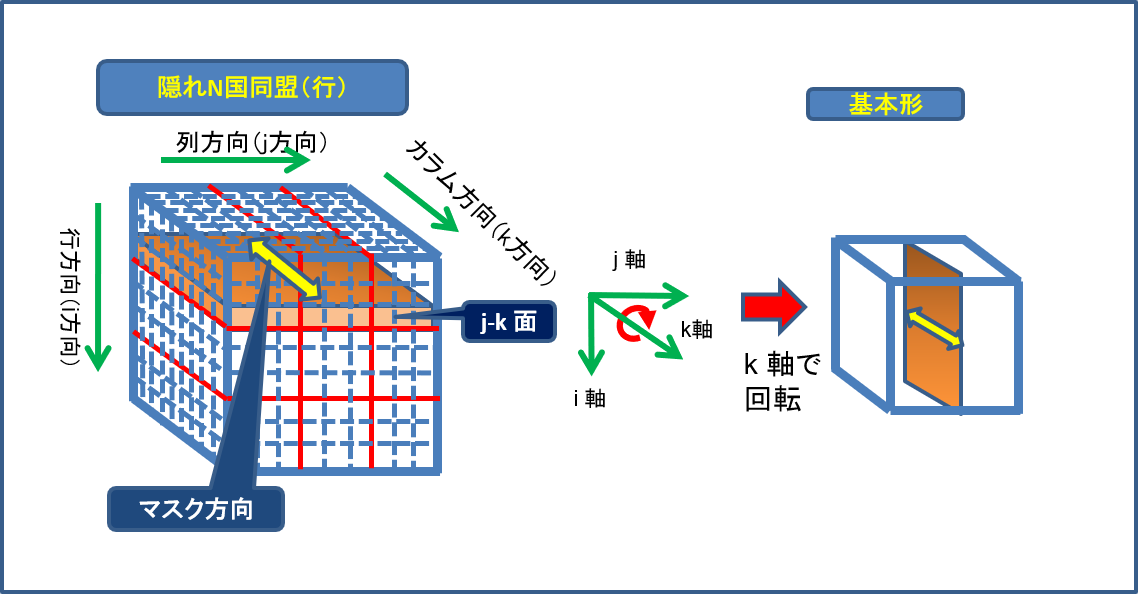 隠れN国同盟(行)
基本形
列方向(j方向)
カラム方向(k方向)
行方向(i方向)
j 軸
k軸
i 軸
j-k 面
k 軸で
回転
マスク方向